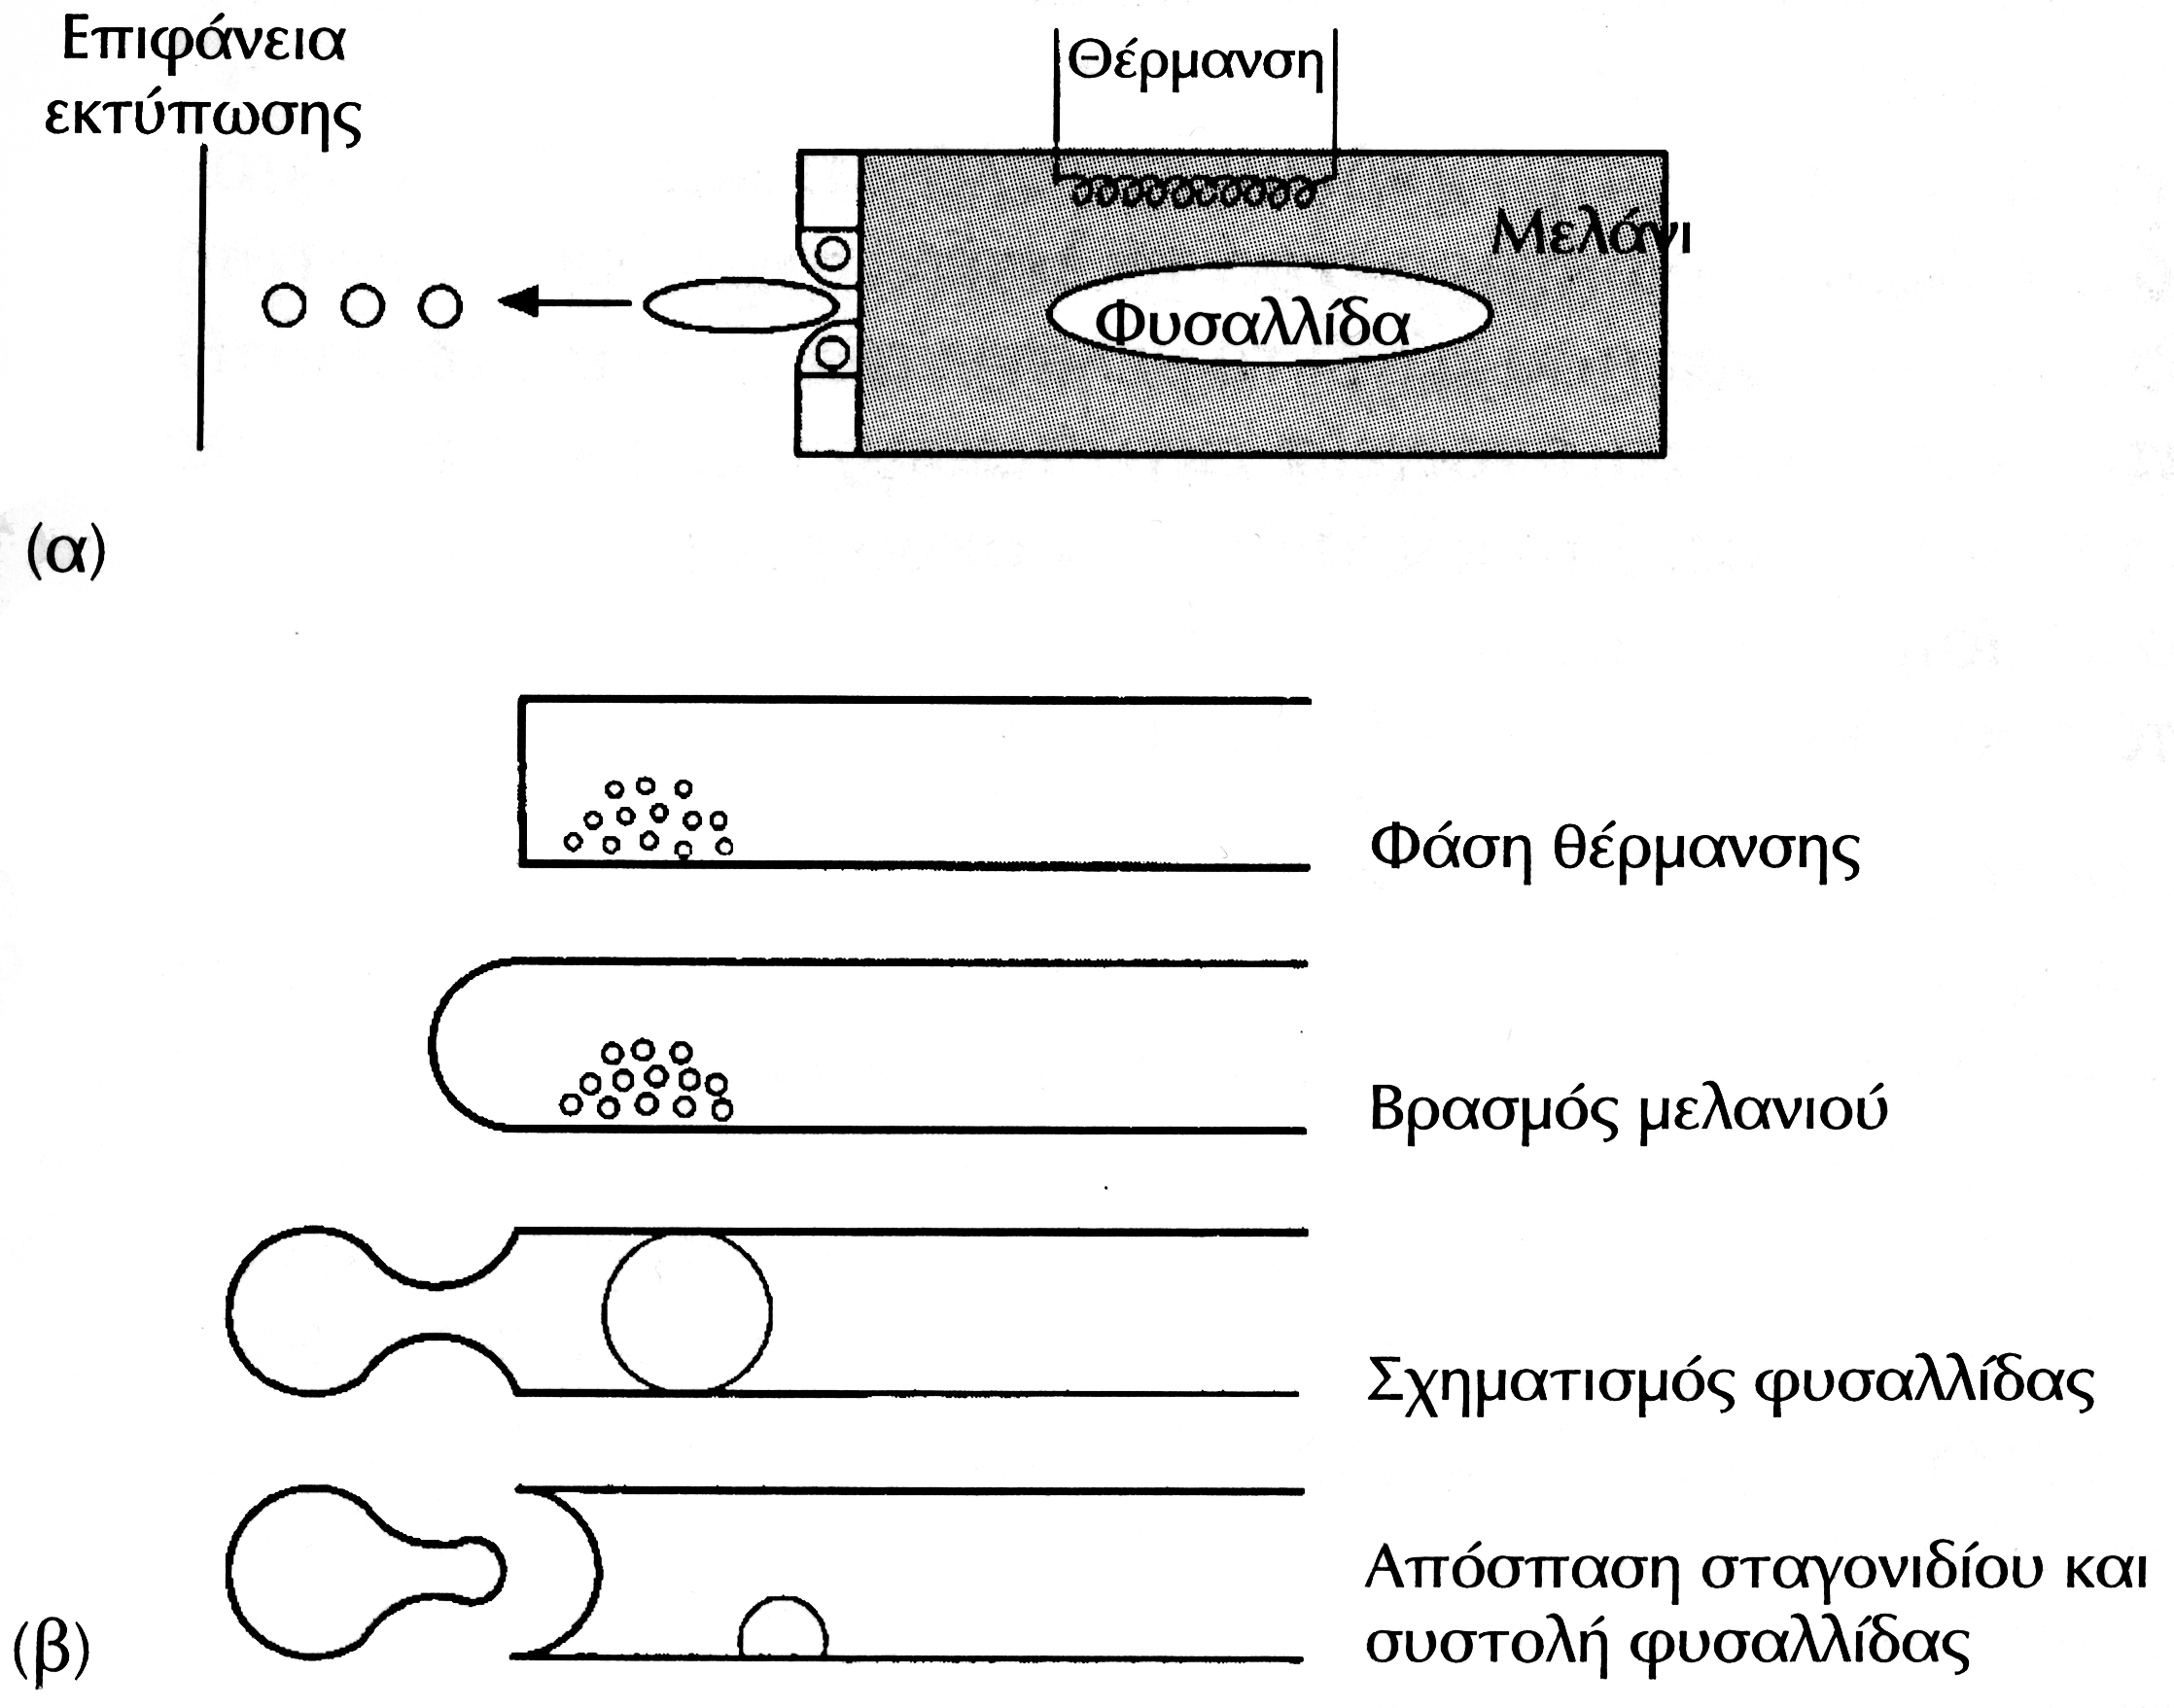 Επιφάνεια
εκτύπωσης
Θέρμανση
Μελάνι
Φυσαλλίδα
(α)
Φάση θέρμανσης
Βρασμός μελανιού
Σχηματισμός φυσαλλίδας
Απόσπαση σταγονιδίου και
συστολή φυσαλλίδας
(β)